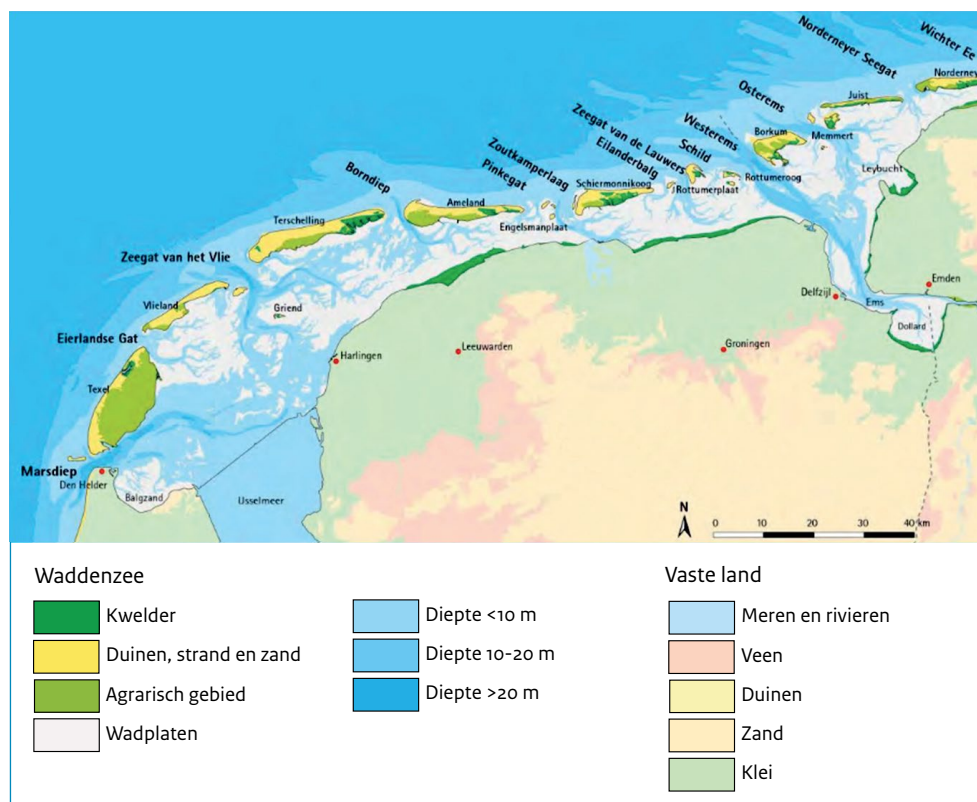 Norderneyer Seegat
Wichter Ee
Norderney
Juist
Osterems
Memmert
Borkum
Westerems
Schild
Zeegat van de Lauwers
Eilanderbalg
Rottumeroog
Rottumerplaat
Leybucht
Zoutkamperlaag
Pinkegat
Schiermonnikoog
Engelsmanplaat
Borndiep
Ameland
Terschelling
Zeegat van het Vlie
Vlieland
Griend
Eierlandse Gat
Texel
Harlingen
Leeuwarden
Groningen
Delfzijl
Ems
Emden
Dollard
Marsdiep
Den Helder
Balgzand
IJsselmeer
N
0 10 20 30 40 km
Waddenzee
Kwelder
Duinen, strand en zand
Agrarisch gebied
Wadplaten
Diepte <10 m
Diepte 10-20 m
Diepte >20 m
Vaste land
Meren en rivieren
Veen
Duinen
Zand
Klei